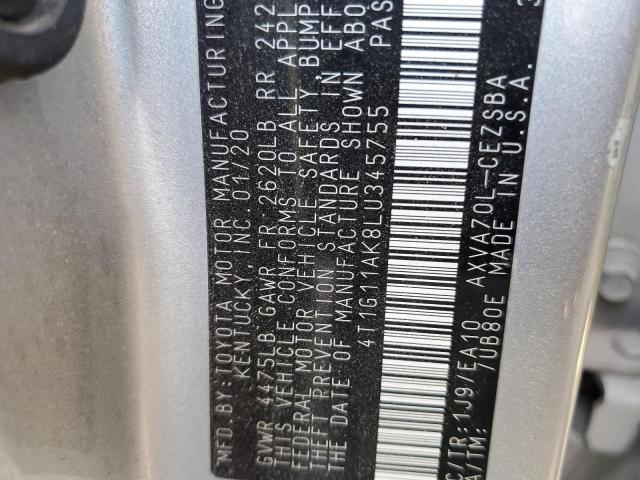 MFD. BY: TOYOTA MOTOR MANUFACTURING
KENTUCKY, INC. 01/20
GVWR 4475LB GAWR FR 2620LB RR 242
THIS VEHICLE CONFORMS TO ALL APPL
FEDERAL MOTOR VEHICLE SAFETY, BUMP
THEFT PREVENTION STANDARDS IN EFF
THE DATE OF MANUFACTURE SHOWN ABO
4T1G11AK8LU345755 PAS
C/TR: 1J9/EA10 AXVA70L-CEZSBA
A/TM: 70B80E MADE IN U.S.A.